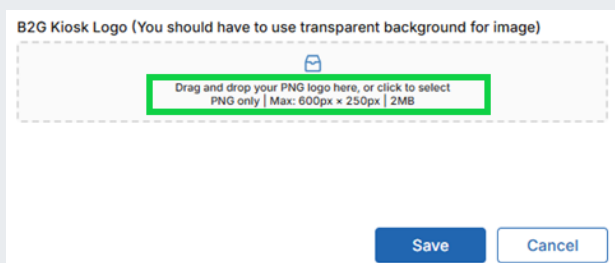 B2G Kiosk Logo (You should have to use transparent background for image)
Drag and drop your PNG logo here, or click to select
PNG only | Max: 600px × 250px | 2MB
Save Cancel